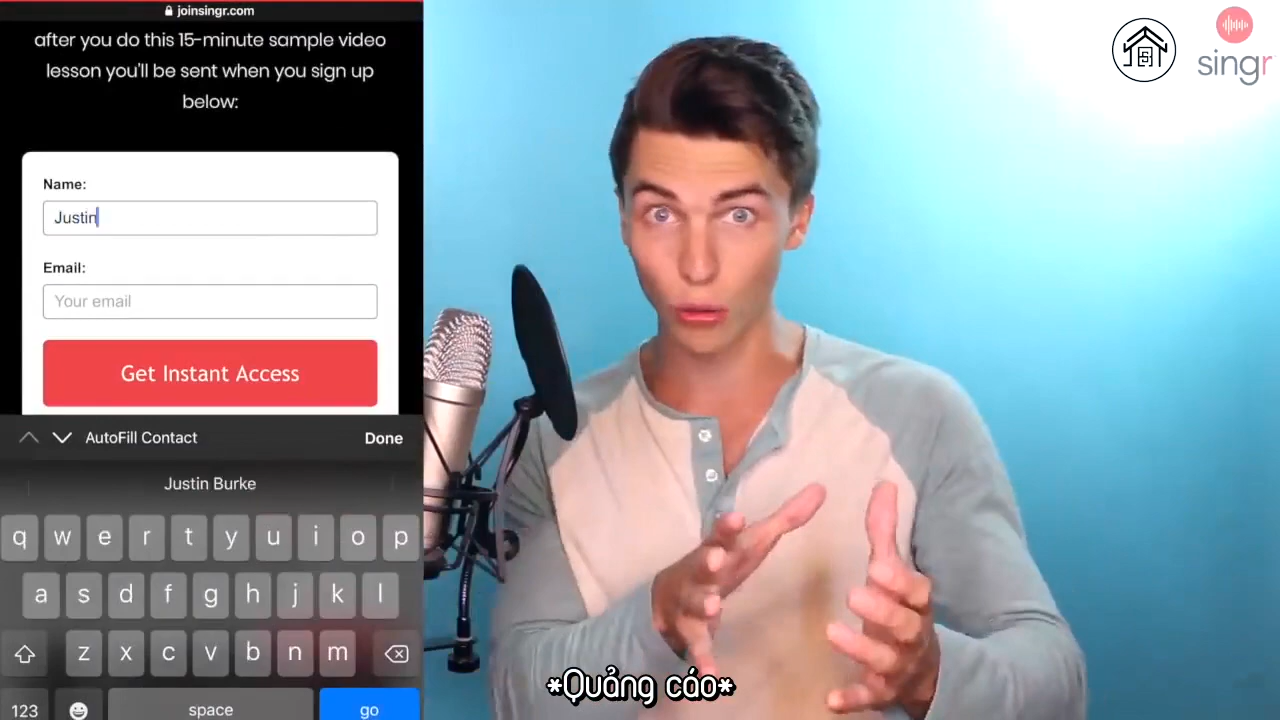 joinsingr.com
after you do this 15-minute sample video
lesson you'll be sent when you sign up
below:
Name:
Justin
Email:
Your email
Get Instant Access
AutoFill Contact
Done
Justin Burke
q w e r t y u i o p
a s d f g h j k l
z x c v b n m
123
space
go
singr
*Quảng cáo*